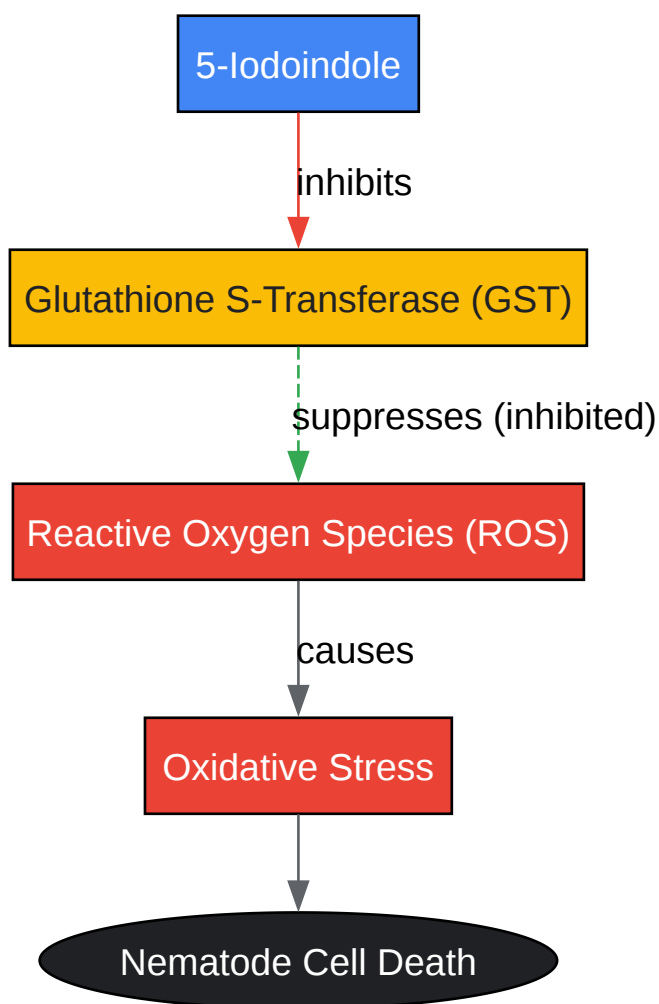 5-Iodoindole
inhibits
Glutathione S-Transferase (GST)
suppresses (inhibited)
Reactive Oxygen Species (ROS)
causes
Oxidative Stress
Nematode Cell Death